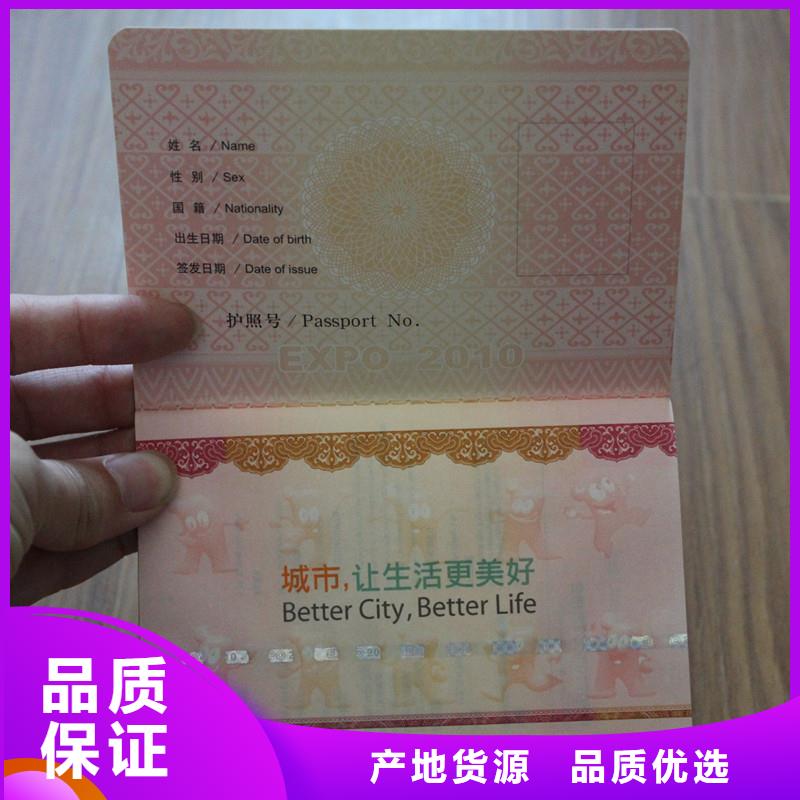 姓 名 / Name
性 别 / Sex
国 籍 / Nationality
出生日期 / Date of birth
签发日期 / Date of issue
护照号 / Passport No.
EXPO 2010
城市,让生活更美好
Better City, Better Life
品质
保证
产地货源 品质优选